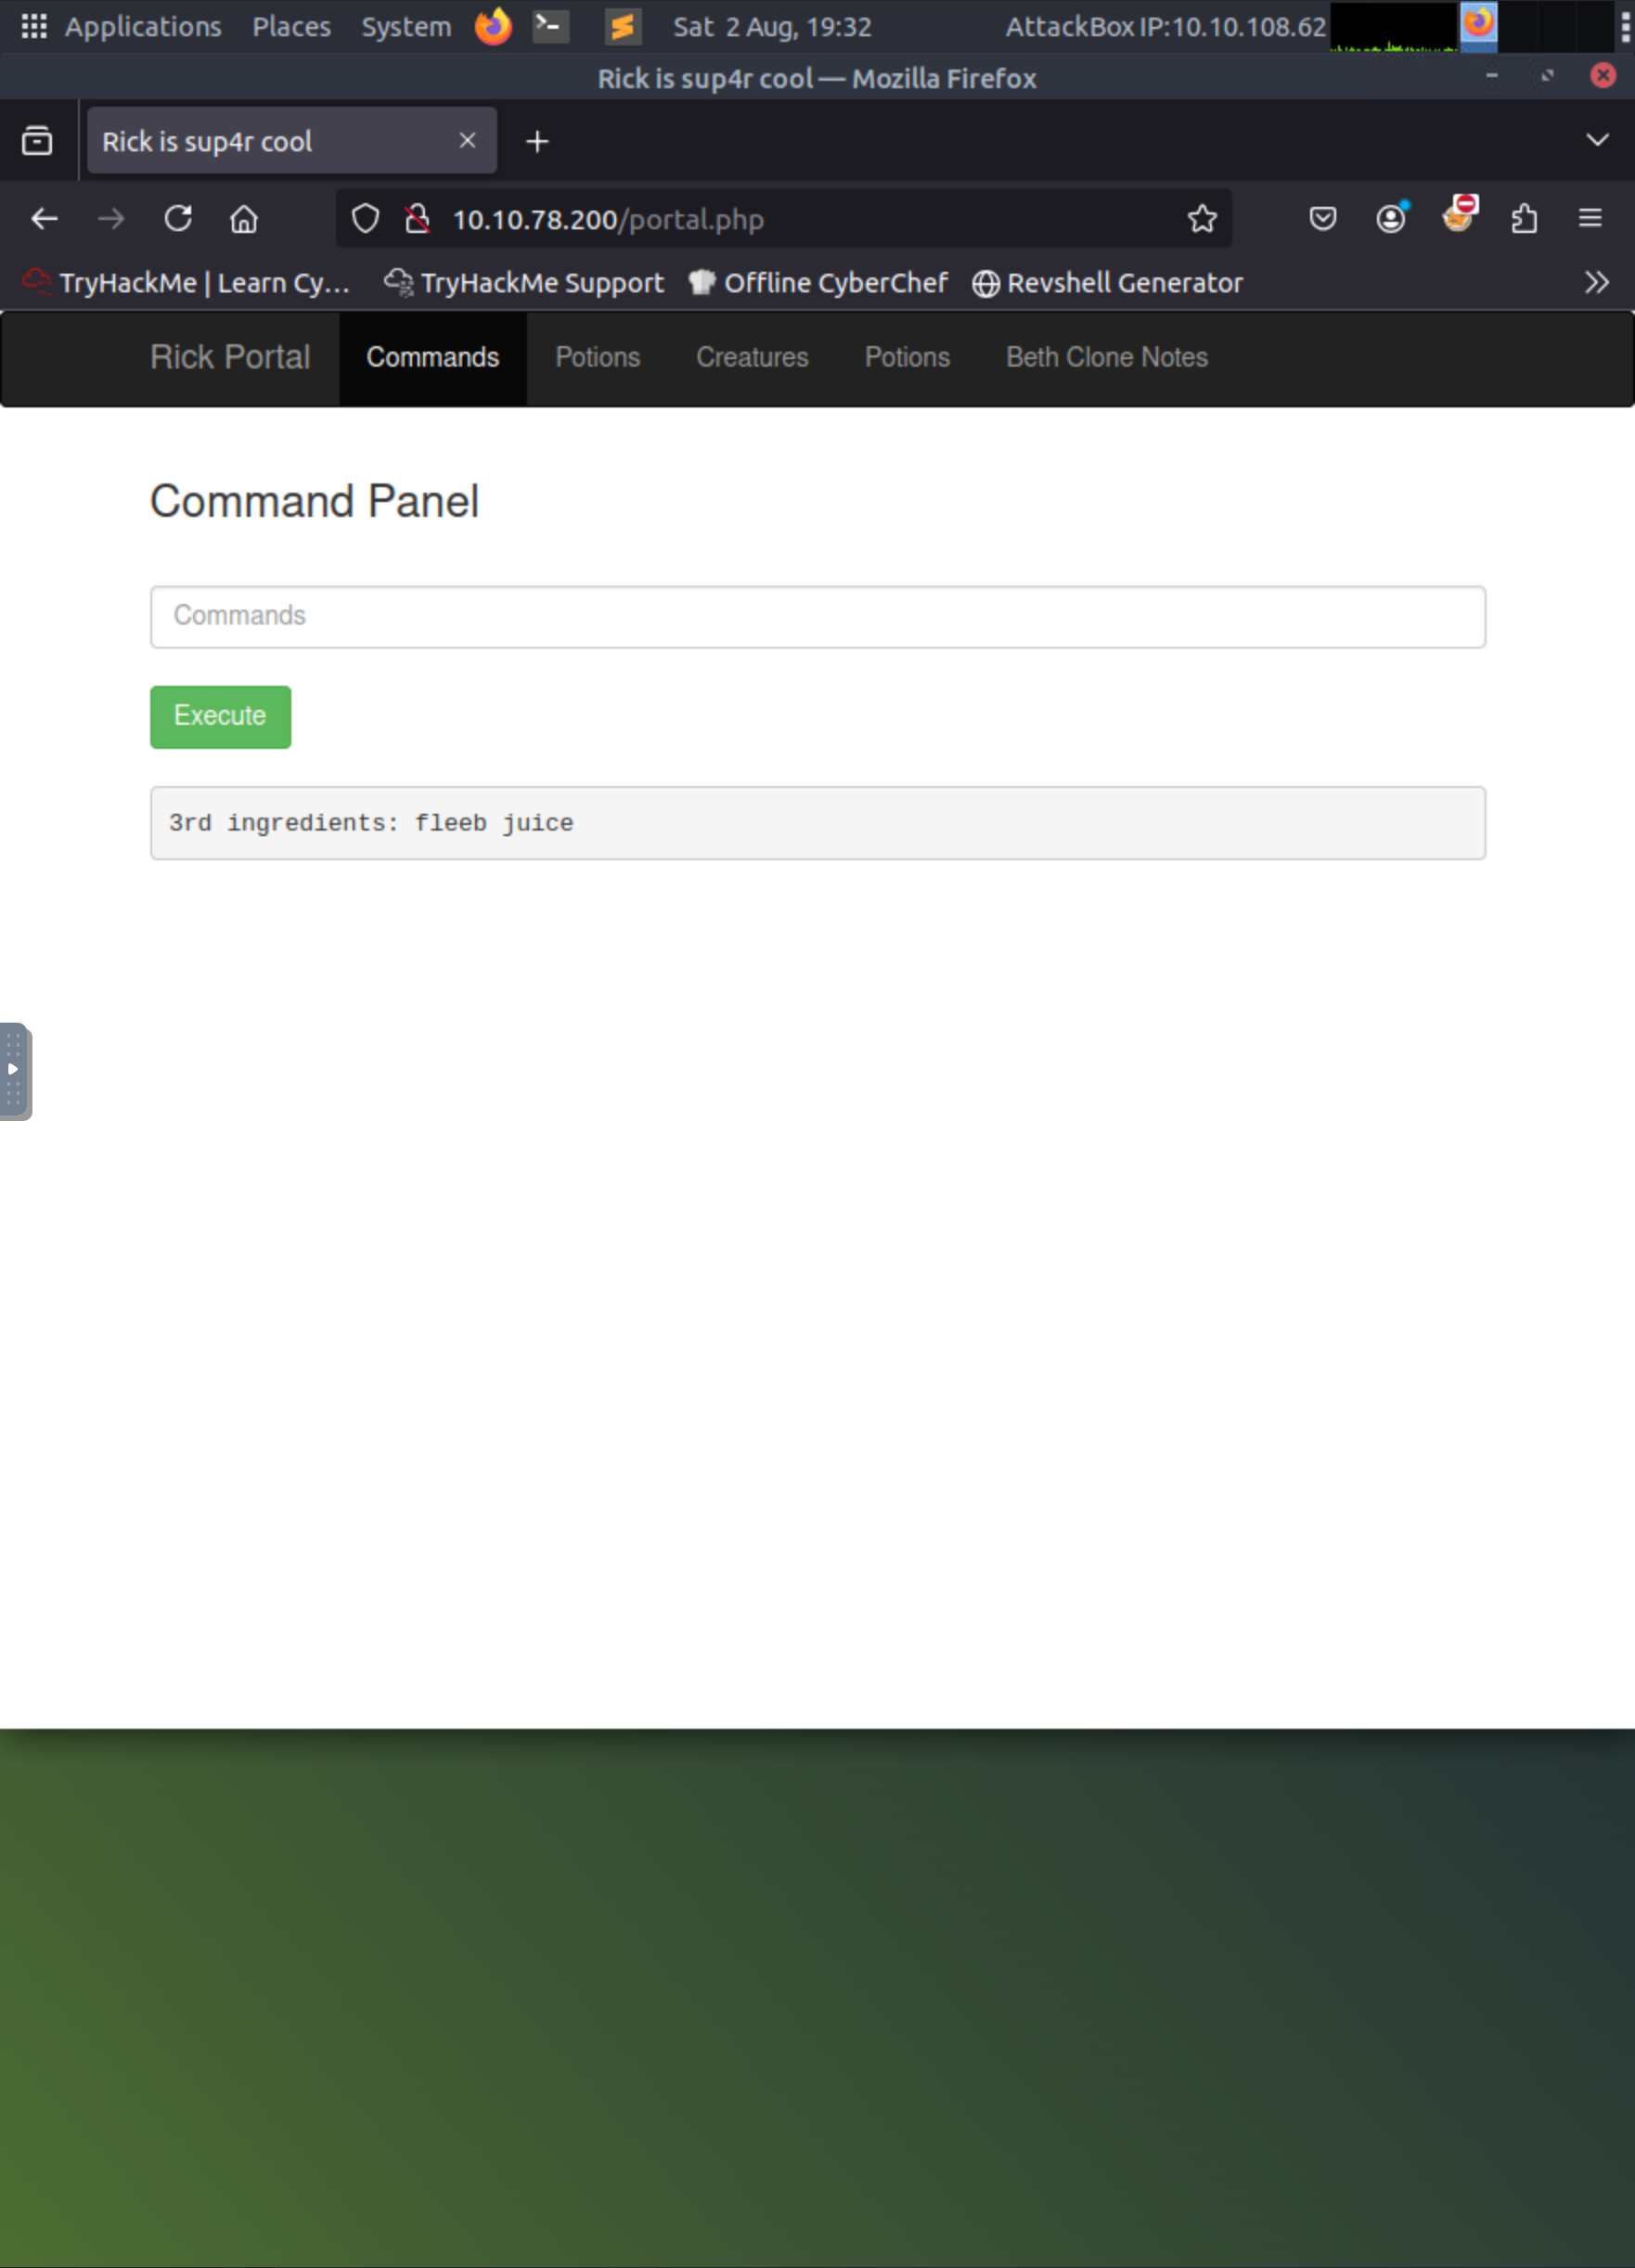 Applications Places System Sat 2 Aug, 19:32 AttackBox IP:10.10.108.62
Rick is sup4r cool — Mozilla Firefox
Rick is sup4r cool
10.10.78.200/portal.php
TryHackMe | Learn Cy… TryHackMe Support Offline CyberChef Revshell Generator
Rick Portal Commands Potions Creatures Potions Beth Clone Notes
Command Panel
Commands
Execute
3rd ingredients: fleeb juice